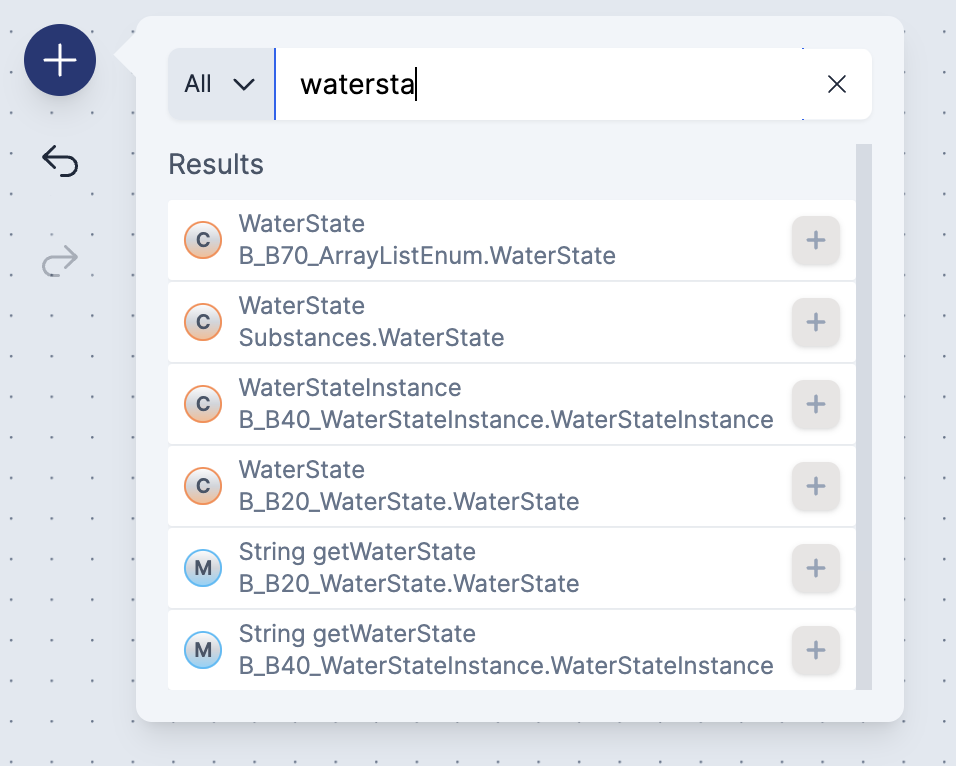 All
watersta
Results
C
WaterState
B_B70_ArrayListEnum.WaterState
C
WaterState
Substances.WaterState
C
WaterStateInstance
B_B40_WaterStateInstance.WaterStateInstance
C
WaterState
B_B20_WaterState.WaterState
M
String getWaterState
B_B20_WaterState.WaterState
M
String getWaterState
B_B40_WaterStateInstance.WaterStateInstance